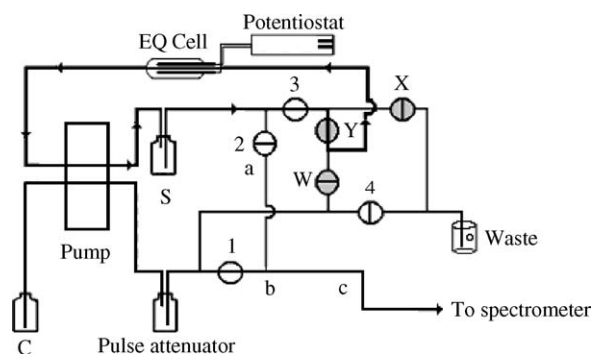 Potentiostat
EQ Cell
3
X
Y
2
a
S
W
4
Pump
1
Waste
b
c
To spectrometer
C
Pulse attenuator